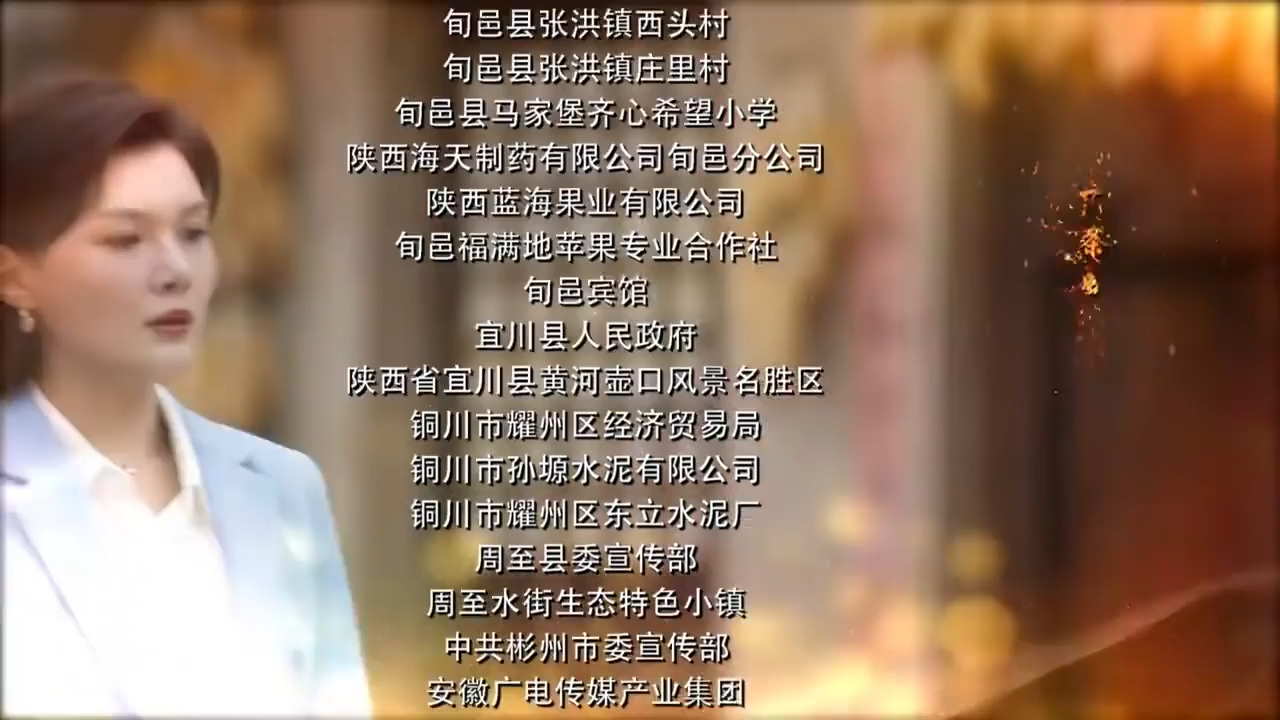 旬邑县张洪镇西头村
旬邑县张洪镇庄里村
旬邑县马家堡齐心希望小学
陕西海天制药有限公司旬邑分公司
陕西蓝海果业有限公司
旬邑福满地苹果专业合作社
旬邑宾馆
宜川县人民政府
陕西省宜川县黄河壶口风景名胜区
铜川市耀州区经济贸易局
铜川市孙塬水泥有限公司
铜川市耀州区东立水泥厂
周至县委宣传部
周至水街生态特色小镇
中共彬州市委宣传部
安徽广电传媒产业集团